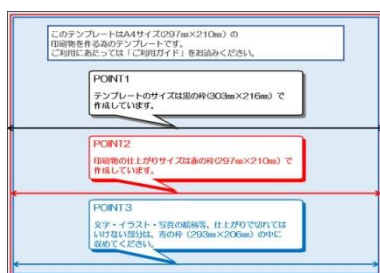 このテンプレートはA4サイズ(297㎜×210㎜)の
印刷物を作る為のテンプレートです。
ご利用にあたっては「ご利用ガイド」をお読みください。
POINT1
テンプレートのサイズは黒の枠(303㎜×216㎜)で
作成しています。
POINT2
印刷物の仕上がりサイズは赤の枠(297㎜×210㎜)で
作成しています。
POINT3
文字・イラスト・写真の絵柄等、仕上がりで切れては
いけない部分は、青の枠(293㎜×206㎜)の中に
収めてください。